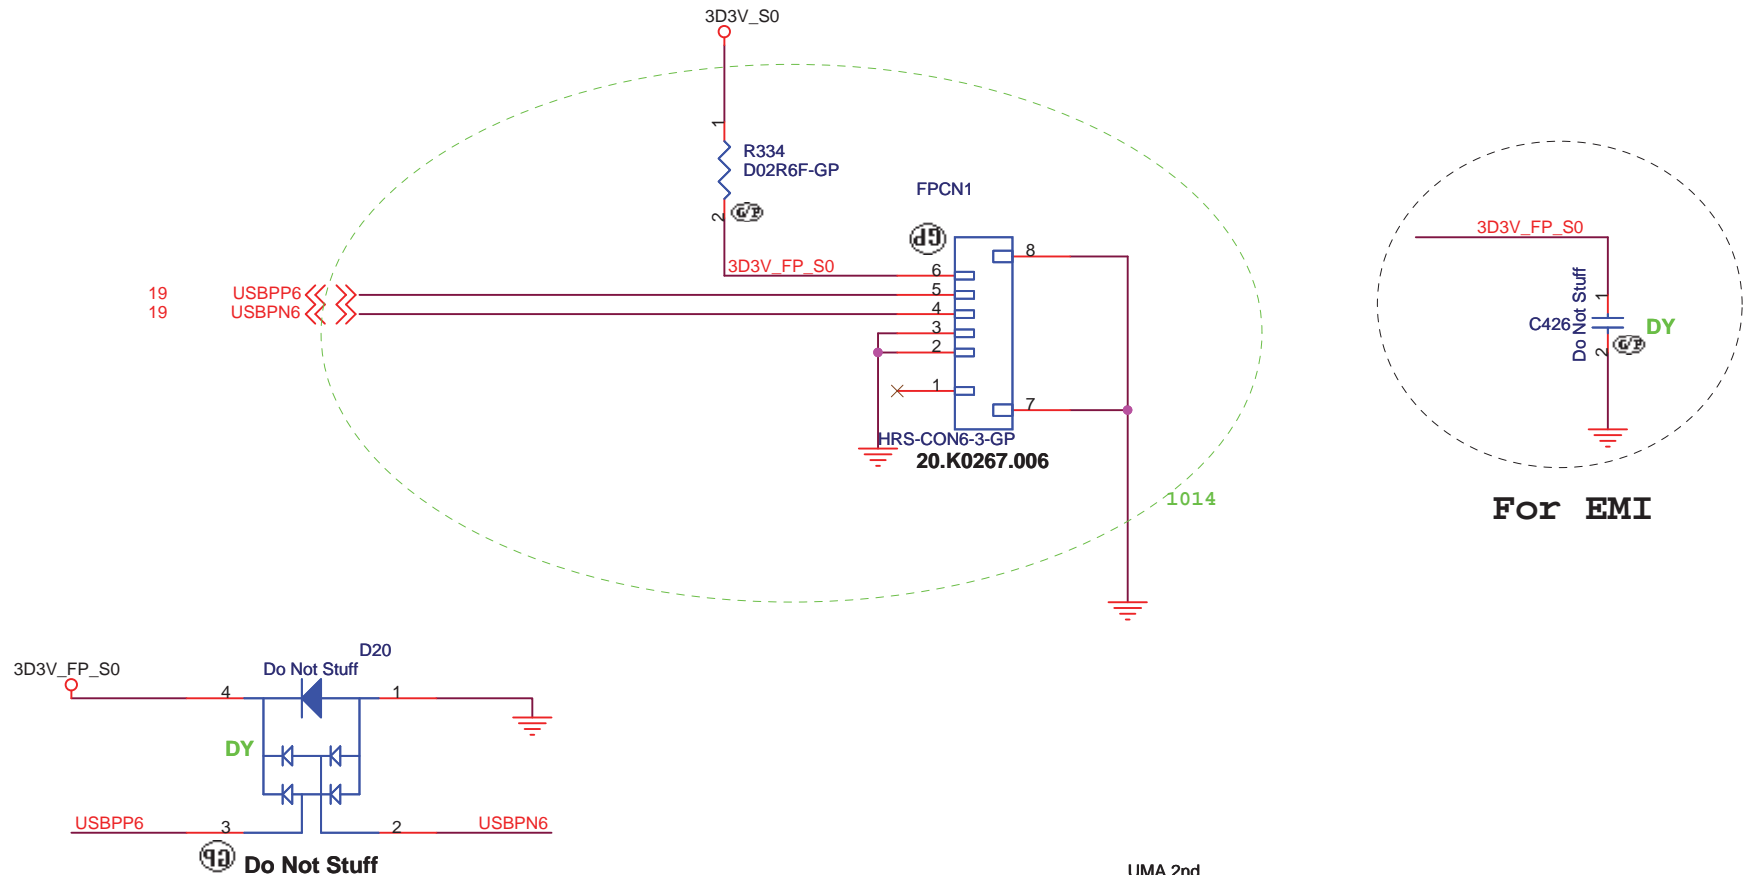 3D3V_S0
1
R334
D02R6F-GP
2
G/P
FPCN1
GP
3D3V_FP_S0
6
8
19 USBPP6
5
19 USBPN6
4
3
2
1
7
HRS-CON6-3-GP
20.K0267.006
1014
3D3V_FP_S0
1
Do Not Stuff
C426
DY
2
G/P
For EMI
D20
3D3V_FP_S0
Do Not Stuff
4
1
DY
USBPP6
3
2
USBPN6
GP
Do Not Stuff
UMA 2nd